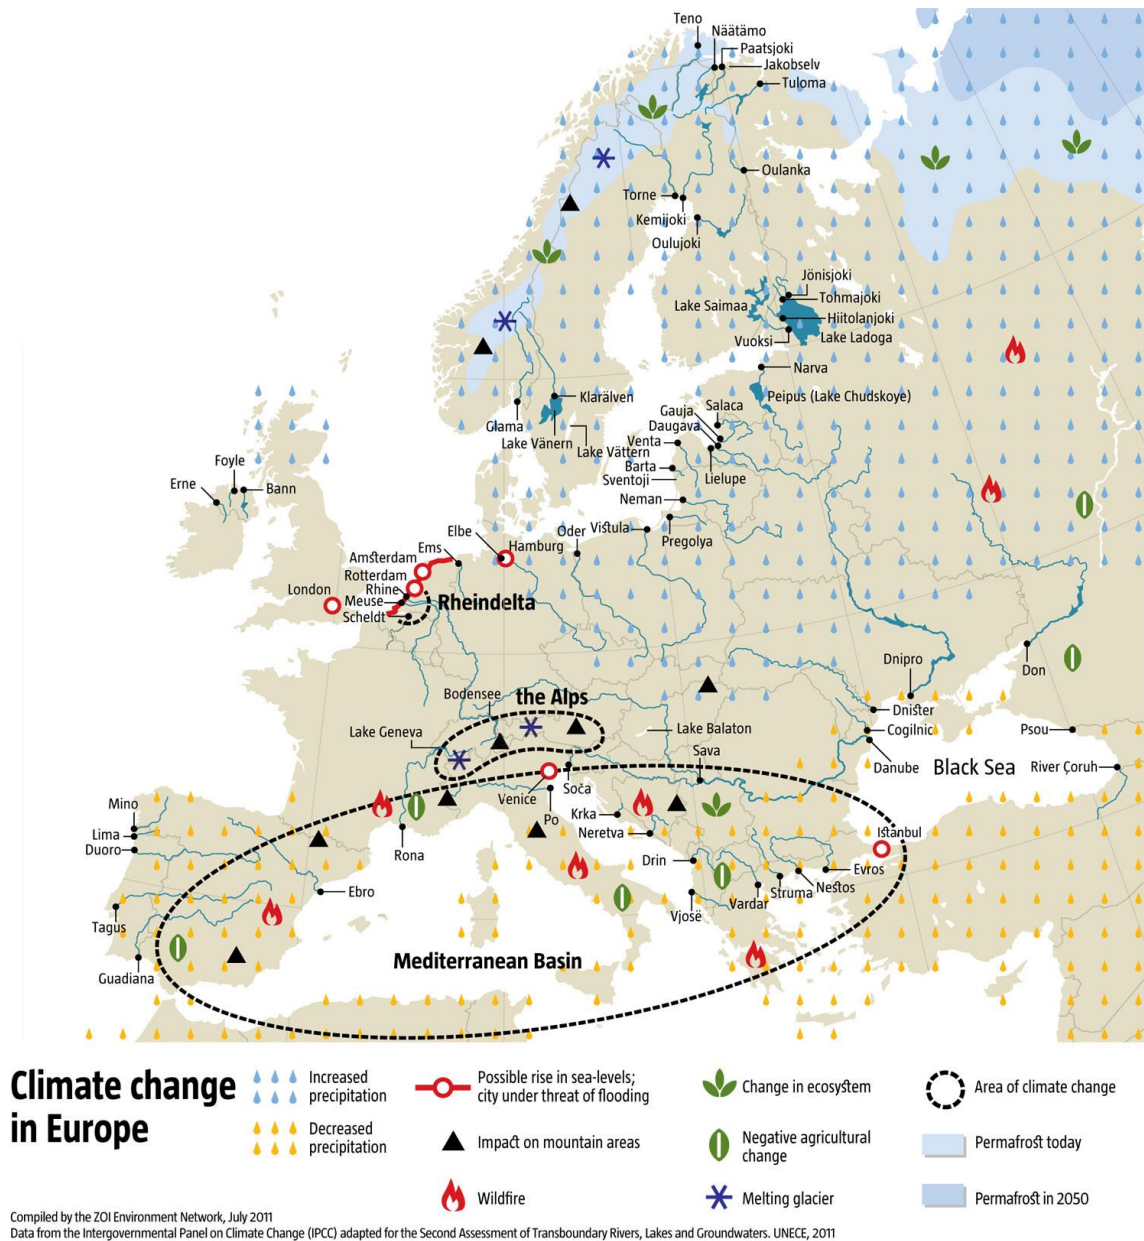 Teno
Näätämo
Paatsjoki
Jakobselv
Tuloma
Oulanka
Torne
Kemijoki
Oulujoki
Jönisjoki
Lake Saimaa
Tohmajoki
Hiitolanjoki
Vuoksi
Lake Ladoga
Narva
Klarälven
Peipus (Lake Chudskoye)
Glama
Salaca
Gauja
Daugava
Lake Vänern
Lake Vättern
Venta
Foyle
Barta
Lielupe
Sventoji
Erne
Bann
Neman
Elbe
Oder
Vistula
Pregolya
Ems
Hamburg
Amsterdam
Rotterdam
London
Rhine
Meuse
Rheindelta
Scheldt
Dnipro
Don
Bodensee
the Alps
Dnister
Lake Geneva
Lake Balaton
Cogilnic
Psou
Sava
Danube
Black Sea
River Çoruh
Venice
Soča
Mino
Krka
Po
Lima
Neretva
Istanbul
Duoro
Rona
Drin
Evros
Nestos
Ebro
Struma
Vardar
Vjosë
Tagus
Mediterranean Basin
Guadiana
Climate change
in Europe
Increased
precipitation
Decreased
precipitation
Possible rise in sea-levels;
city under threat of flooding
Impact on mountain areas
Wildfire
Change in ecosystem
Negative agricultural
change
Melting glacier
Area of climate change
Permafrost today
Permafrost in 2050
Compiled by the ZOI Environment Network, July 2011
Data from the Intergovernmental Panel on Climate Change (IPCC) adapted for the Second Assessment of Transboundary Rivers, Lakes and Groundwaters. UNECE, 2011